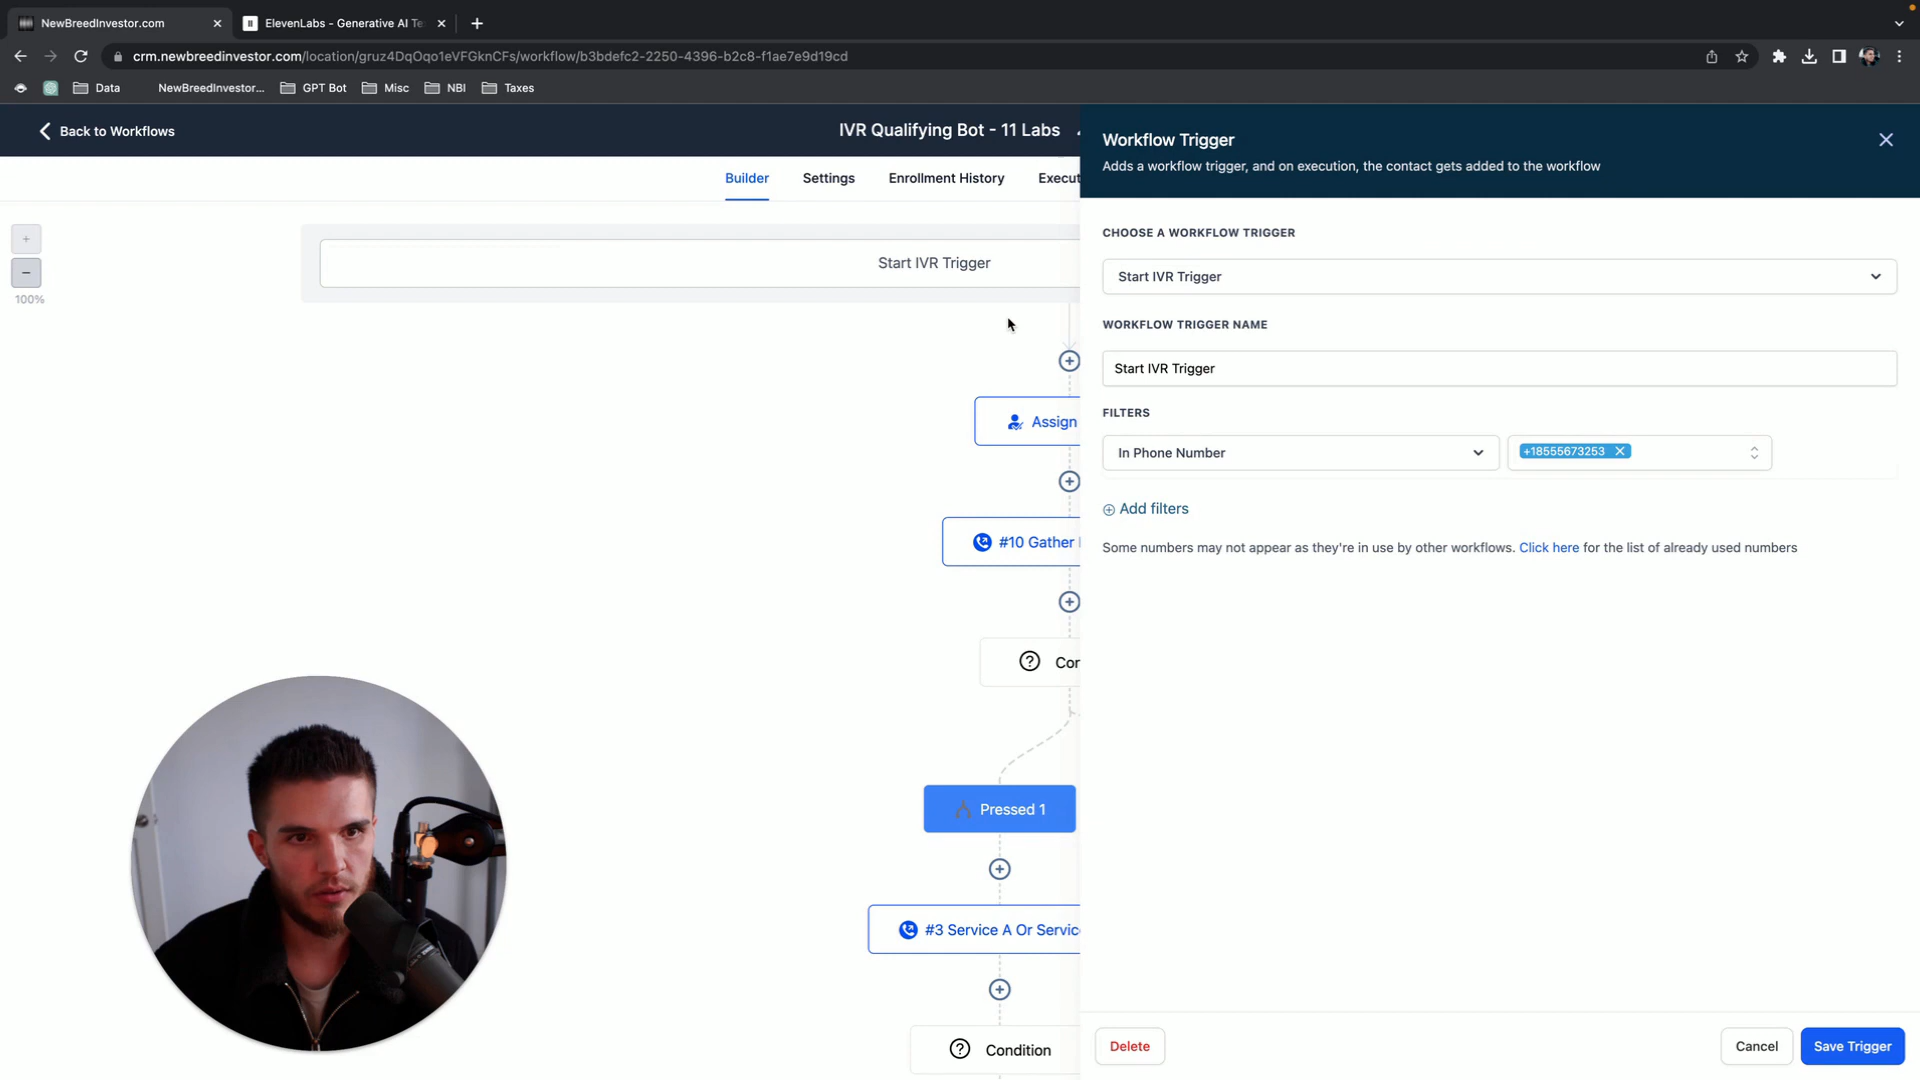 NewBreedInvestor.com
ElevenLabs - Generative AI Te
crm.newbreedinvestor.com/location/gruz4DqOqo1eVFGknCFs/workflow/b3bdefc2-2250-4396-b2c8-f1ae7e9d19cd
Data
NewBreedInvestor...
GPT Bot
Misc
NBI
Taxes
Back to Workflows
IVR Qualifying Bot - 11 Labs
Builder
Settings
Enrollment History
Execut
100%
Start IVR Trigger
Assign
#10 Gather
Cor
Pressed 1
#3 Service A Or Service
Condition
Workflow Trigger
Adds a workflow trigger, and on execution, the contact gets added to the workflow
CHOOSE A WORKFLOW TRIGGER
Start IVR Trigger
WORKFLOW TRIGGER NAME
Start IVR Trigger
FILTERS
In Phone Number
+18555673253
Add filters
Some numbers may not appear as they're in use by other workflows. Click here for the list of already used numbers
Delete
Cancel
Save Trigger